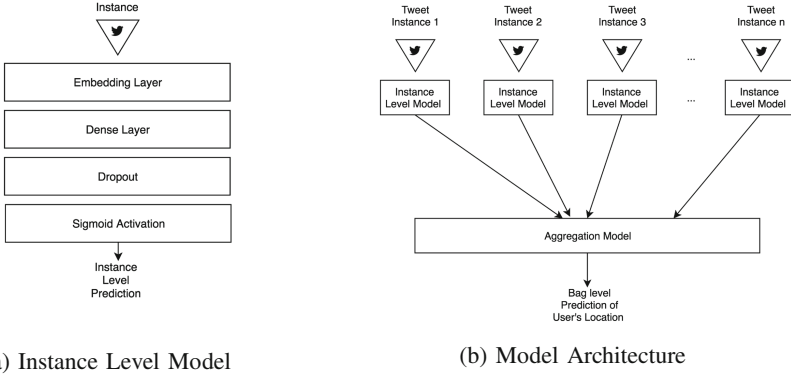 Instance
Embedding Layer
Dense Layer
Dropout
Sigmoid Activation
Instance
Level
Prediction
) Instance Level Model
Tweet
Instance 1
Tweet
Instance 2
Tweet
Instance 3
Tweet
Instance n
...
Instance
Level Model
Instance
Level Model
Instance
Level Model
...
Instance
Level Model
Aggregation Model
Bag level
Prediction of
User's Location
(b) Model Architecture